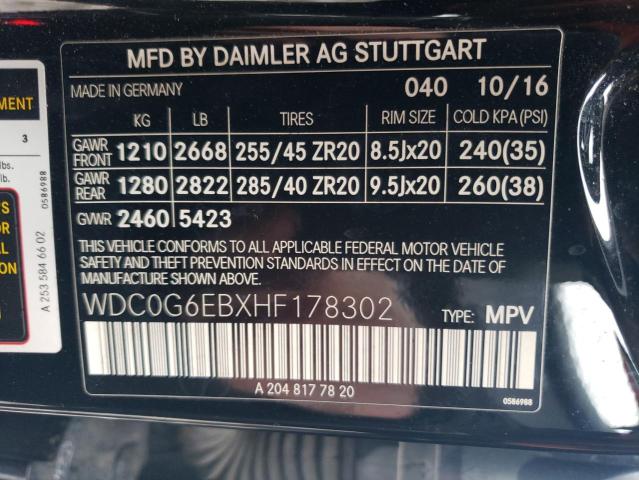 MFD BY DAIMLER AG STUTTGART
MADE IN GERMANY 040 10/16
KG LB TIRES RIM SIZE COLD KPA (PSI)
GAWR FRONT 1210 2668 255/45 ZR20 8.5Jx20 240(35)
GAWR REAR 1280 2822 285/40 ZR20 9.5Jx20 260(38)
GVWR 2460 5423
THIS VEHICLE CONFORMS TO ALL APPLICABLE FEDERAL MOTOR VEHICLE
SAFETY AND THEFT PREVENTION STANDARDS IN EFFECT ON THE DATE OF
MANUFACTURE SHOWN ABOVE.
WDC0G6EBXHF178302 TYPE: MPV
A 204 817 78 20
0586988
3
lbs.
lb.
0586988
A 253 584 66 02